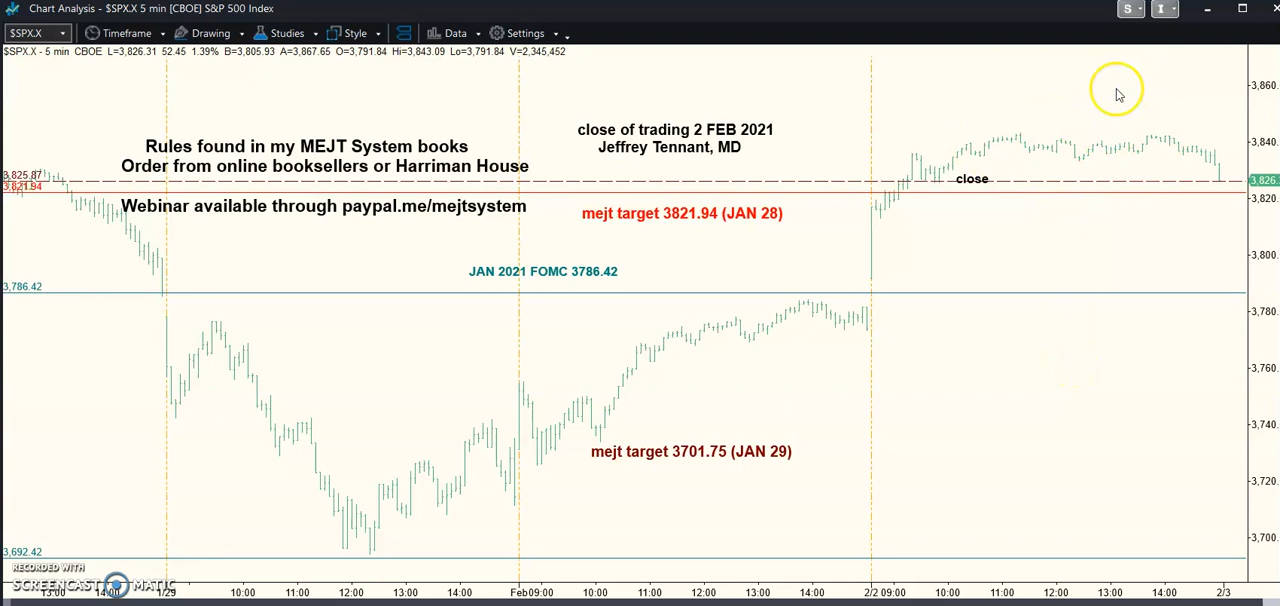 Chart Analysis - $SPX.X 5 min [CBOE] S&P 500 Index
S
I
$SPX.X
Timeframe
Drawing
Studies
Style
Data
Settings
$SPX.X - 5 min CBOE L=3,826.31 52.45 1.39% B=3,805.93 A=3,867.65 O=3,791.84 Hi=3,843.09 Lo=3,791.84 V=2,345,452
3,860.
close of trading 2 FEB 2021
Jeffrey Tennant, MD
Rules found in my MEJT System books
Order from online booksellers or Harriman House
3,840.
3,825.87
close
3,826.
3,821.94
3,820.
Webinar available through paypal.me/mejtsystem
mejt target 3821.94 (JAN 28)
3,800.
JAN 2021 FOMC 3786.42
3,786.42
3,780.
3,760.
3,740.
mejt target 3701.75 (JAN 29)
3,720.
3,700.
3,692.42
RECORDED WITH
SCREENCAST MATIC
13:00 14:00 1/29 10:00 11:00 12:00 13:00 14:00 Feb 09:00 10:00 11:00 12:00 13:00 14:00 2/2 09:00 10:00 11:00 12:00 13:00 14:00 2/3